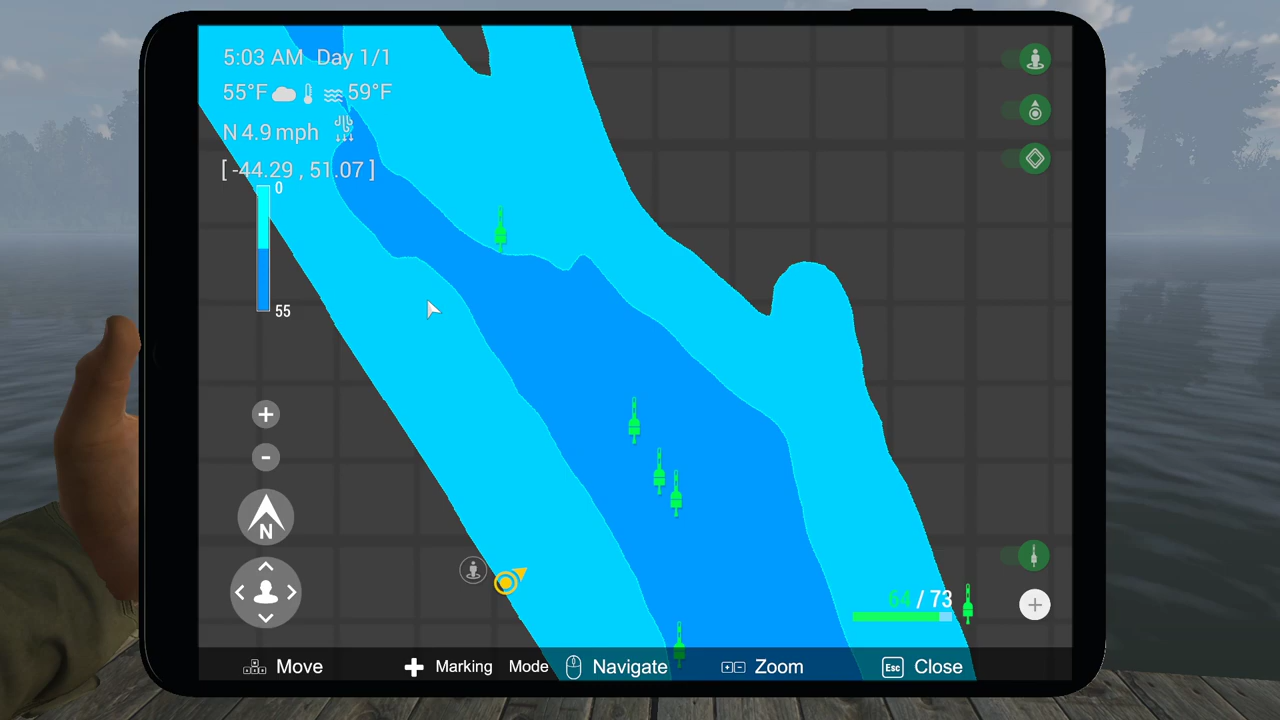 5:03 AM Day 1/1
55°F 59°F
N 4.9 mph
[ -44.29 , 51.07 ]
0
55
+
-
N
64 / 73
+
Move
Marking Mode
Navigate
Zoom
Esc Close